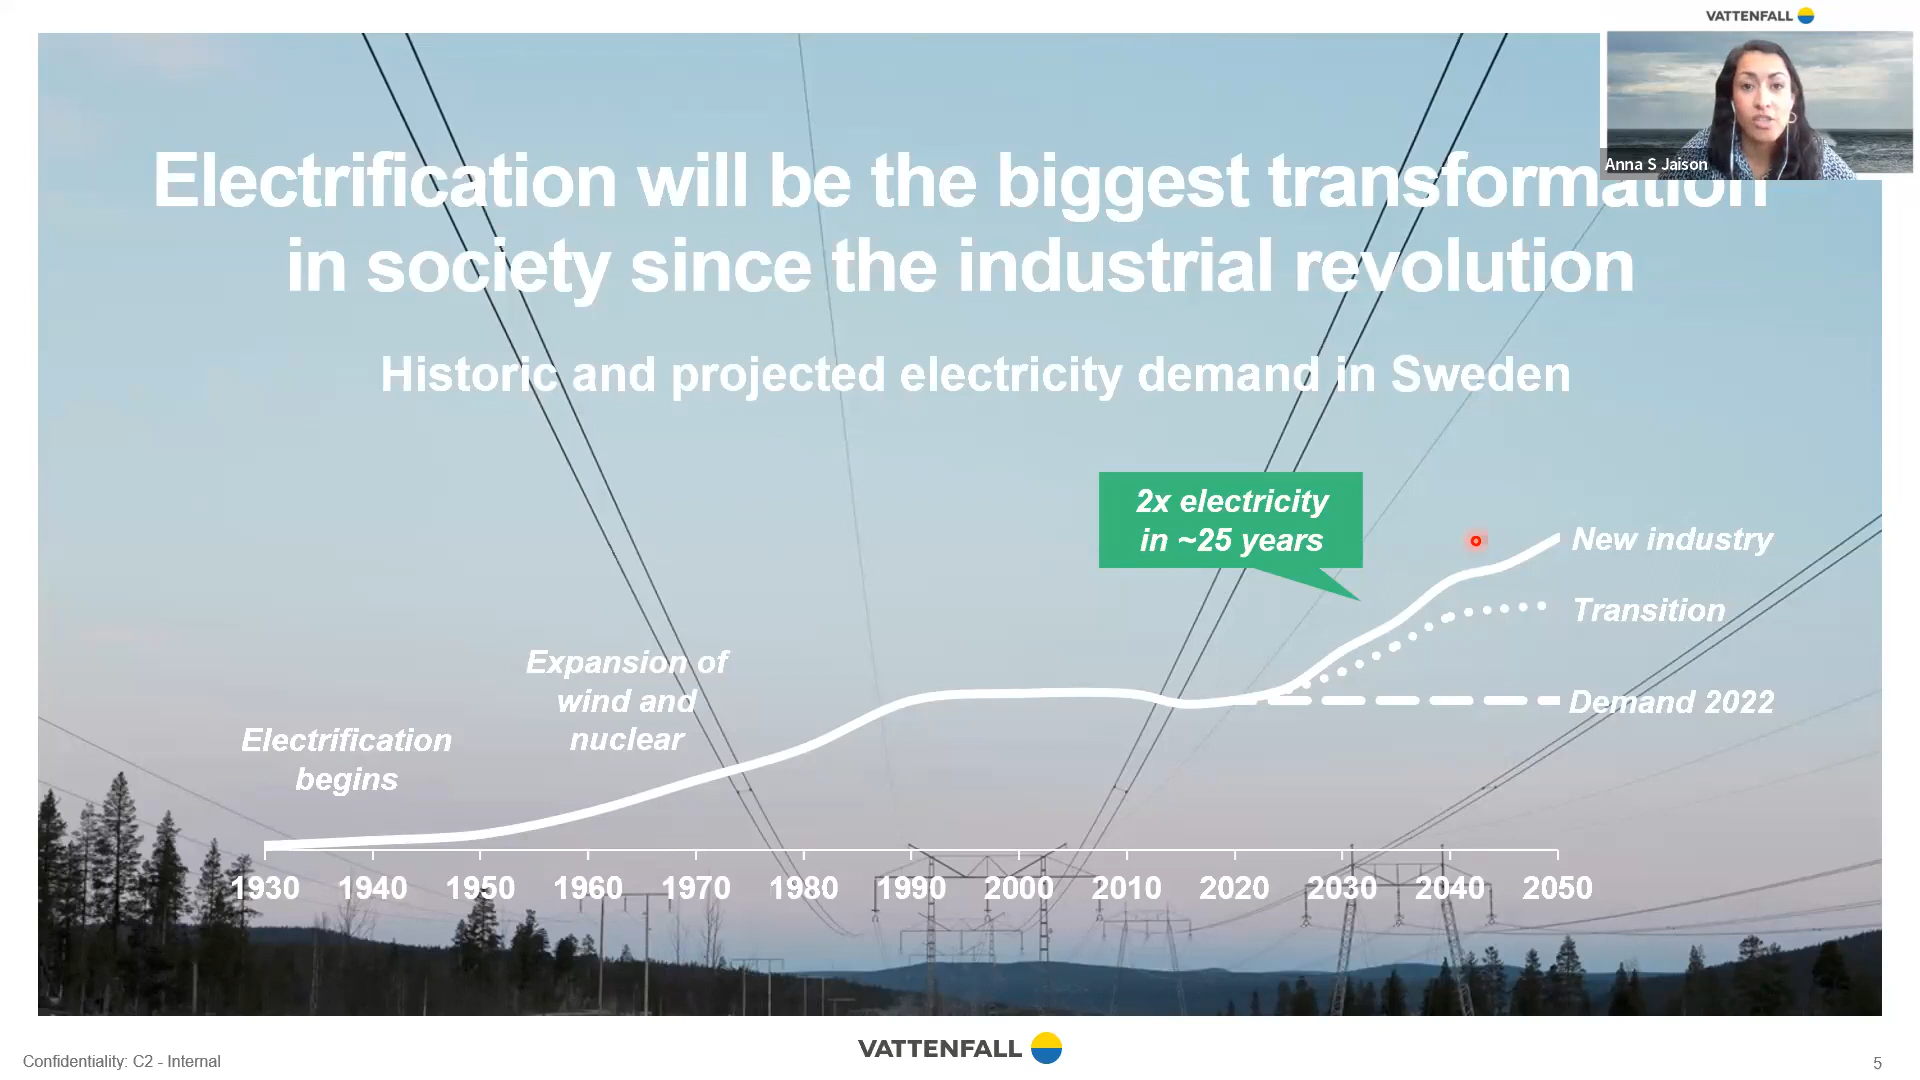 VATTENFALL
Anna S Jaison
Electrification will be the biggest transformation
in society since the industrial revolution
Historic and projected electricity demand in Sweden
2x electricity
in ~25 years
New industry
Transition
Demand 2022
Expansion of
wind and
nuclear
Electrification
begins
1930 1940 1950 1960 1970 1980 1990 2000 2010 2020 2030 2040 2050
VATTENFALL
Confidentiality: C2 - Internal
5